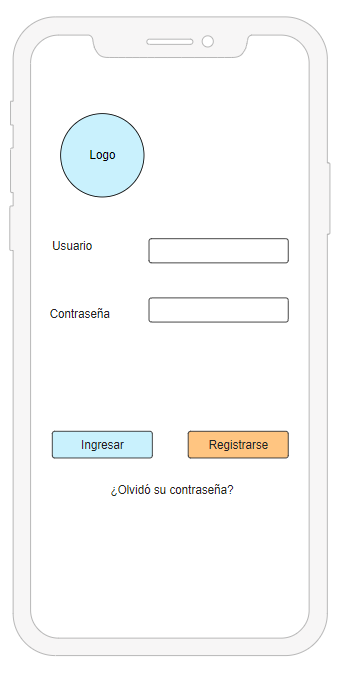 Logo
Usuario
Contraseña
Ingresar
Registrarse
¿Olvidó su contraseña?